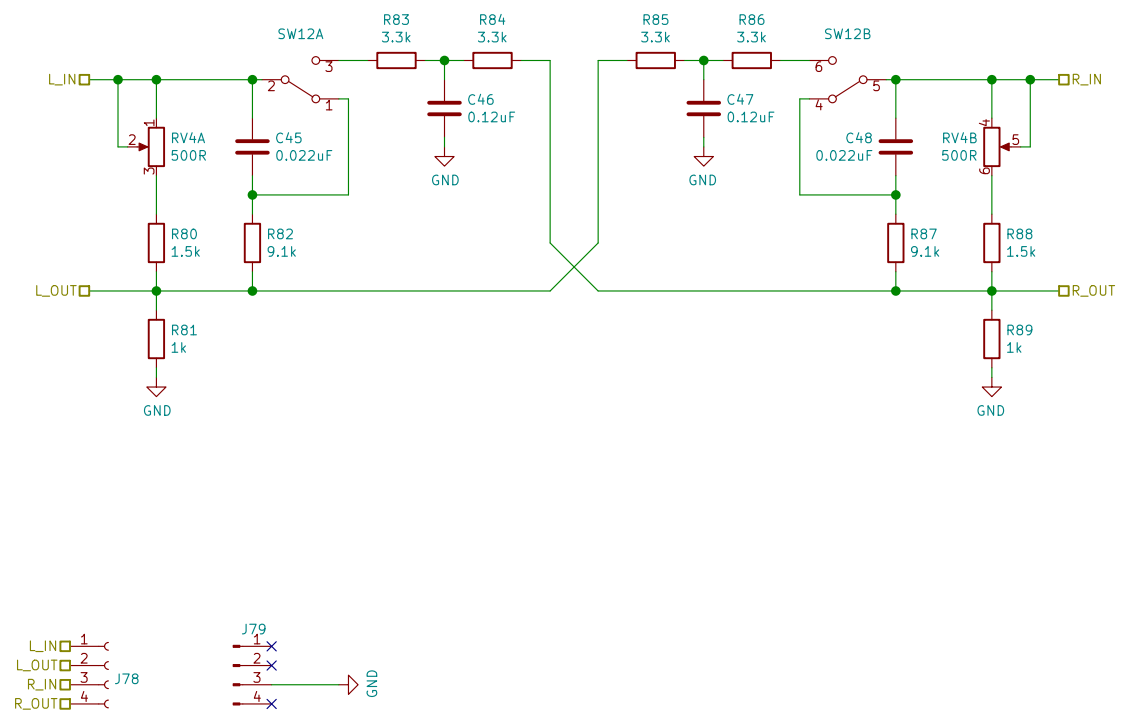 R83
3.3k
R84
3.3k
R85
3.3k
R86
3.3k
SW12A
SW12B
3
6
L_IN
2
1
C46
0.12uF
C47
0.12uF
4
5
R_IN
1
2
RV4A
500R
3
C45
0.022uF
GND
GND
C48
0.022uF
RV4B
500R
4
5
6
R80
1.5k
R82
9.1k
R87
9.1k
R88
1.5k
L_OUT
R_OUT
R81
1k
R89
1k
GND
GND
J79
L_IN 1
L_OUT 2
R_IN 3
R_OUT 4
J78
1
2
3
4
GND